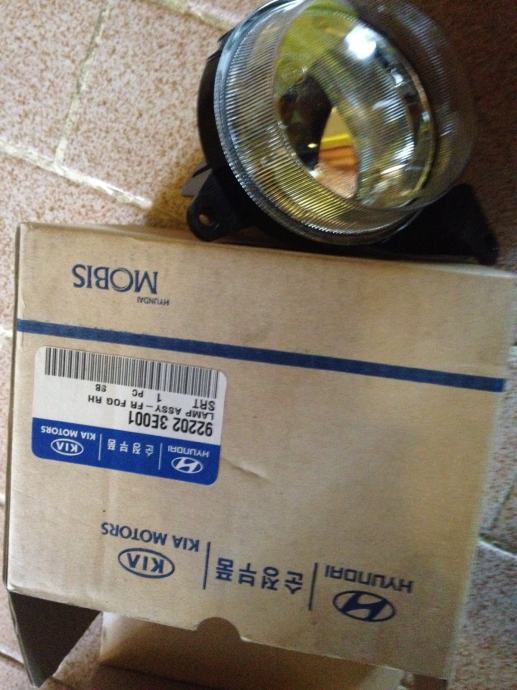 HYUNDAI
MOBIS
HYUNDAI 순정부품 KIA KIA MOTORS
92202 3E001
LAMP ASSY-FR FOG RH
1 PC SB
SRT
HYUNDAI 순정부품 KIA KIA MOTORS